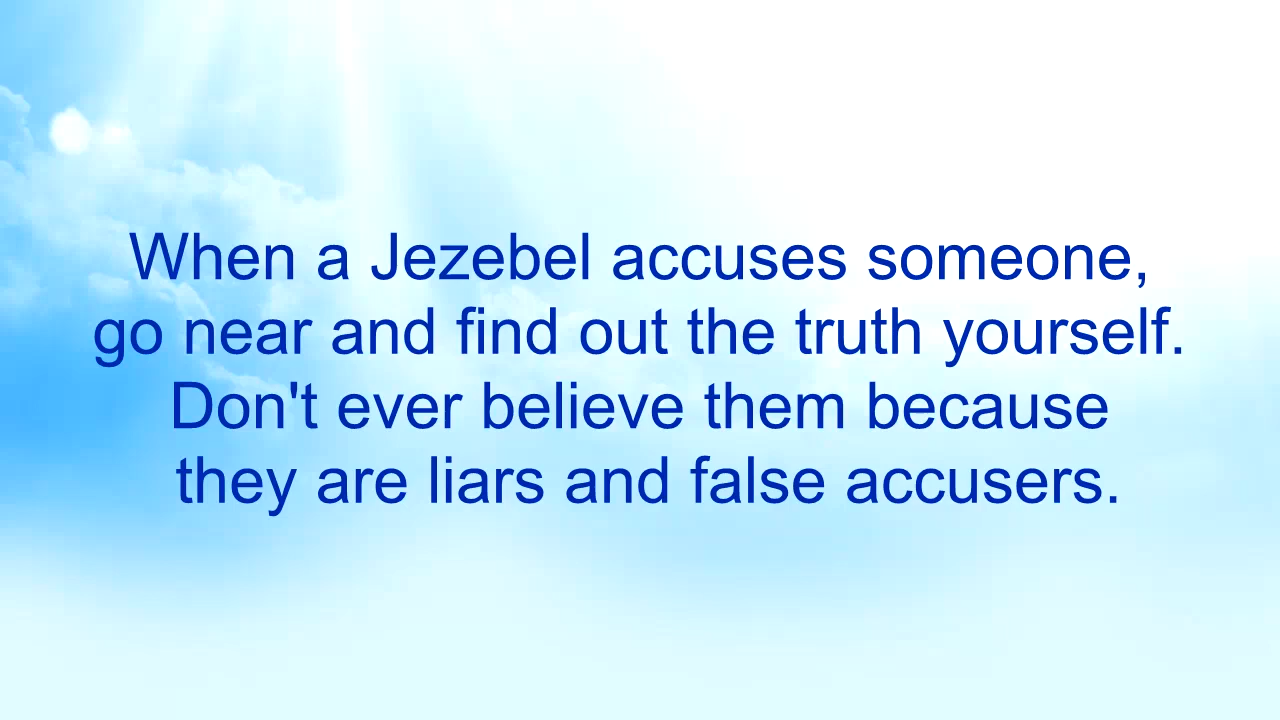 When a Jezebel accuses someone,
go near and find out the truth yourself.
Don't ever believe them because
they are liars and false accusers.